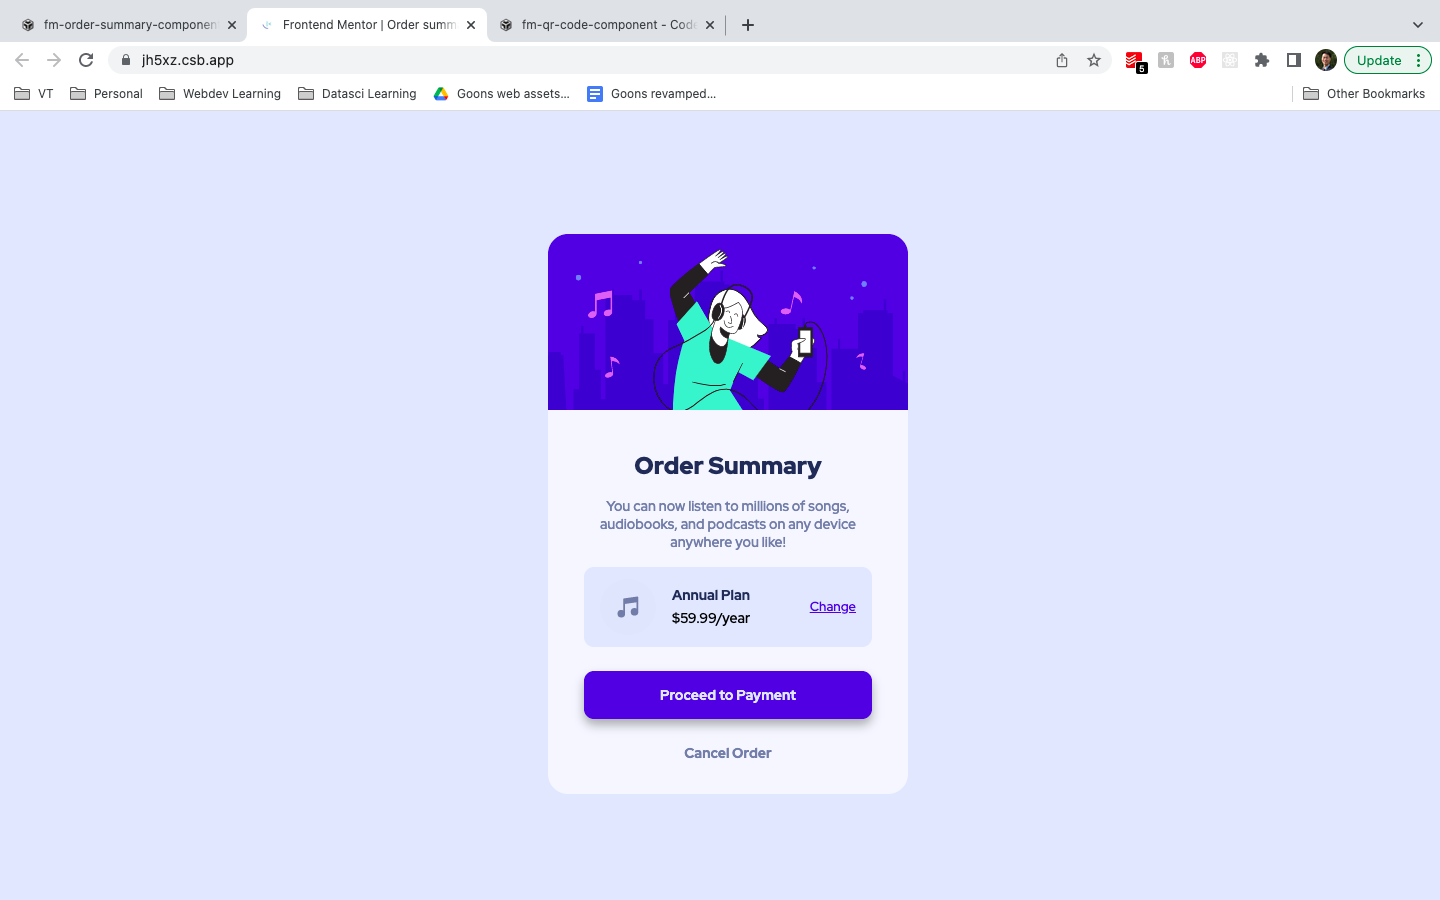 fm-order-summary-component
Frontend Mentor | Order summ
fm-qr-code-component - Code
jh5xz.csb.app
5
ABP
Update
VT
Personal
Webdev Learning
Datasci Learning
Goons web assets...
Goons revamped...
Other Bookmarks
Order Summary
You can now listen to millions of songs,
audiobooks, and podcasts on any device
anywhere you like!
Annual Plan
$59.99/year
Change
Proceed to Payment
Cancel Order